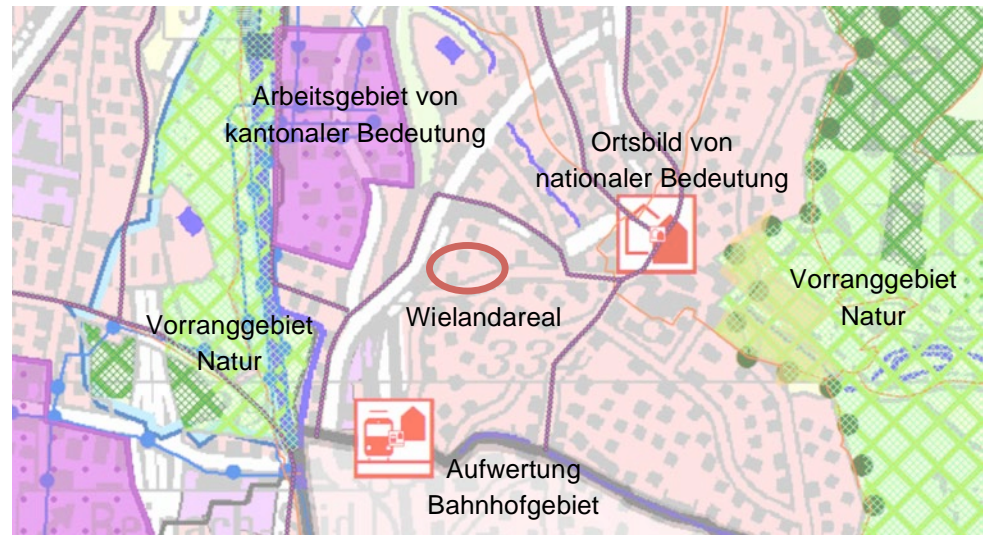 Arbeitsgebiet von
kantonaler Bedeutung
Ortsbild von
nationaler Bedeutung
Vorranggebiet
Natur
Wielandareal
Vorranggebiet
Natur
Aufwertung
Bahnhofgebiet